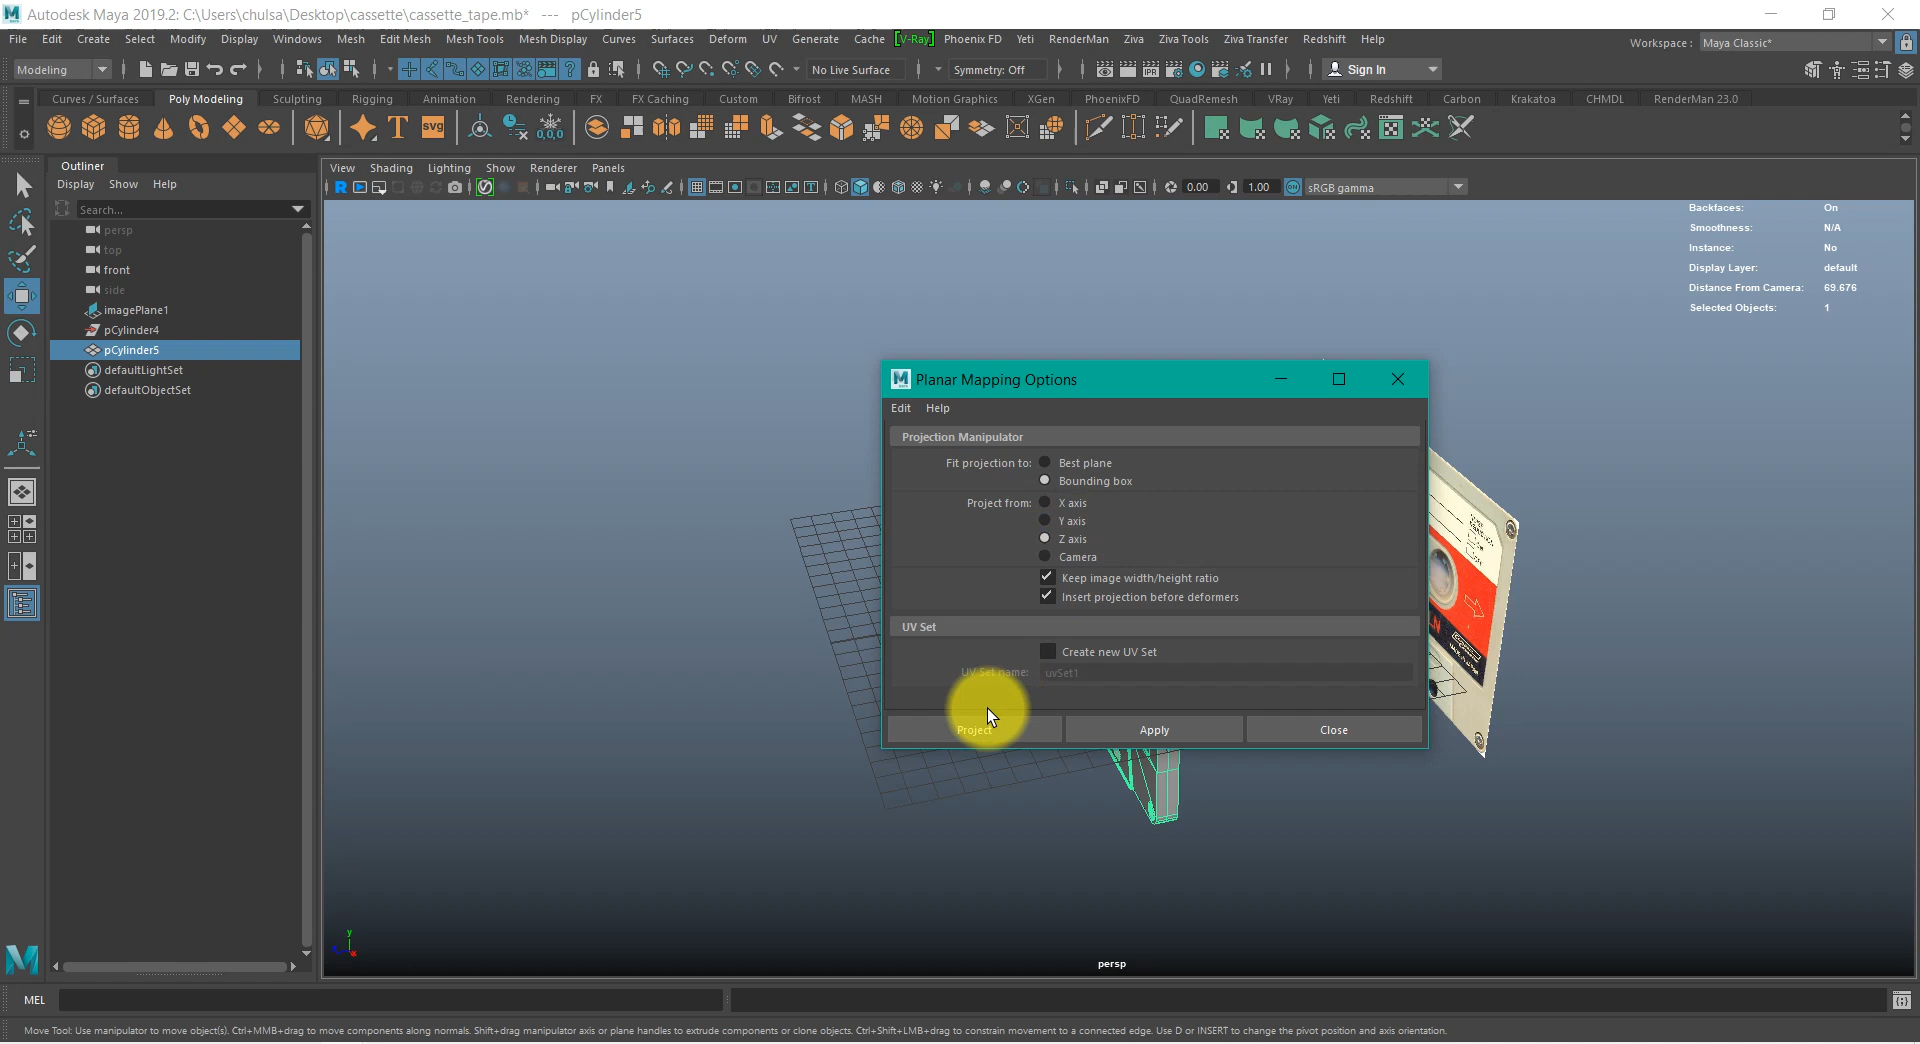 Autodesk Maya 2019.2: C:\Users\chulsa\Desktop\cassette\cassette_tape.mb* --- pCylinder5
File Edit Create Select Modify Display Windows Mesh Edit Mesh Mesh Tools Mesh Display Curves Surfaces Deform UV Generate Cache [V-Ray] Phoenix FD Yeti RenderMan Ziva Ziva Tools Ziva Transfer Redshift Help Workspace : Maya Classic*
Modeling No Live Surface Symmetry: Off Sign In
Curves / Surfaces Poly Modeling Sculpting Rigging Animation Rendering FX FX Caching Custom Bifrost MASH Motion Graphics XGen PhoenixFD QuadRemesh VRay Yeti Redshift Carbon Krakatoa CHMDL RenderMan 23.0
T SVG 0,0,0
Outliner
Display Show Help
View Shading Lighting Show Renderer Panels
0.00 1.00 sRGB gamma
Search...
persp
top
front
side
imagePlane1
pCylinder4
pCylinder5
defaultLightSet
defaultObjectSet
Backfaces: On
Smoothness: N/A
Instance: No
Display Layer: default
Distance From Camera: 69.676
Selected Objects: 1
Planar Mapping Options
Edit Help
Projection Manipulator
Fit projection to: Best plane
Bounding box
Project from: X axis
Y axis
Z axis
Camera
Keep image width/height ratio
Insert projection before deformers
UV Set
Create new UV Set
UV Set name: uvSet1
Project Apply Close
y
x
persp
MEL
Move Tool: Use manipulator to move object(s). Ctrl+MMB+drag to move components along normals. Shift+drag manipulator axis or plane handles to extrude components or clone objects. Ctrl+Shift+LMB+drag to constrain movement to a connected edge. Use D or INSERT to change the pivot position and axis orientation.